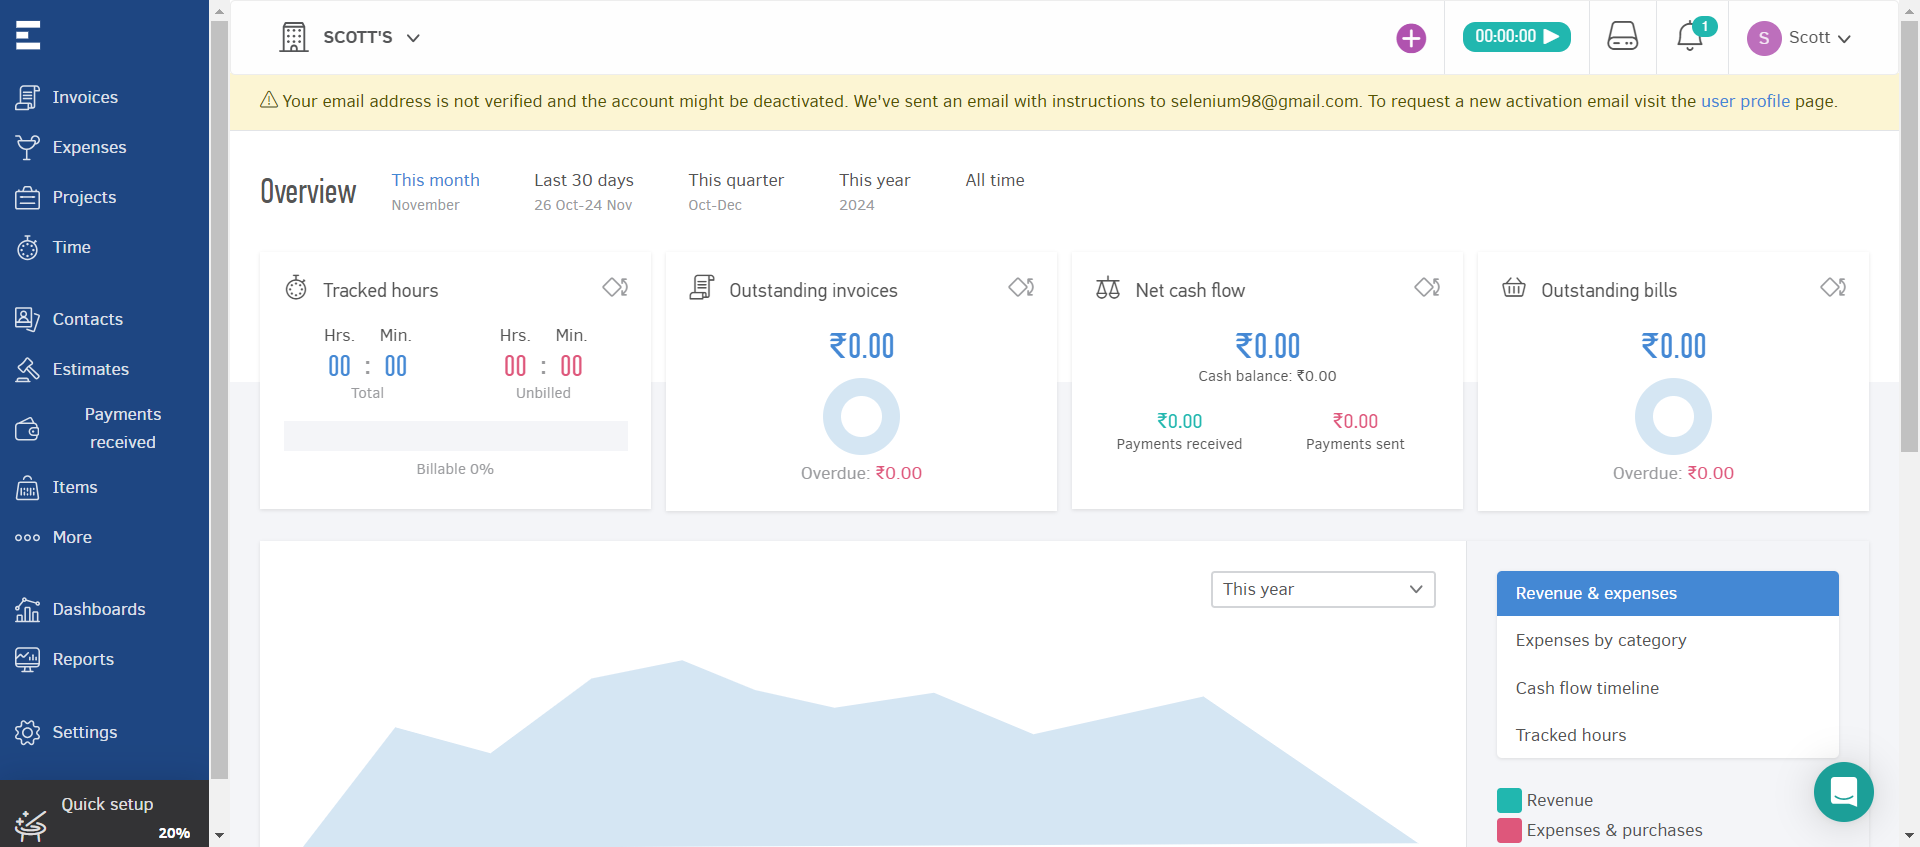 SCOTT'S
00:00:00
1
S
Scott
Your email address is not verified and the account might be deactivated. We've sent an email with instructions to selenium98@gmail.com. To request a new activation email visit the user profile page.
Invoices
Expenses
Projects
Time
Contacts
Estimates
Payments
received
Items
More
Dashboards
Reports
Settings
Quick setup
20%
Overview
This month
November
Last 30 days
26 Oct-24 Nov
This quarter
Oct-Dec
This year
2024
All time
Tracked hours
Hrs. Min.
00 : 00
Total
Hrs. Min.
00 : 00
Unbilled
Billable 0%
Outstanding invoices
₹0.00
Overdue: ₹0.00
Net cash flow
₹0.00
Cash balance: ₹0.00
₹0.00
Payments received
₹0.00
Payments sent
Outstanding bills
₹0.00
Overdue: ₹0.00
This year
Revenue & expenses
Expenses by category
Cash flow timeline
Tracked hours
Revenue
Expenses & purchases